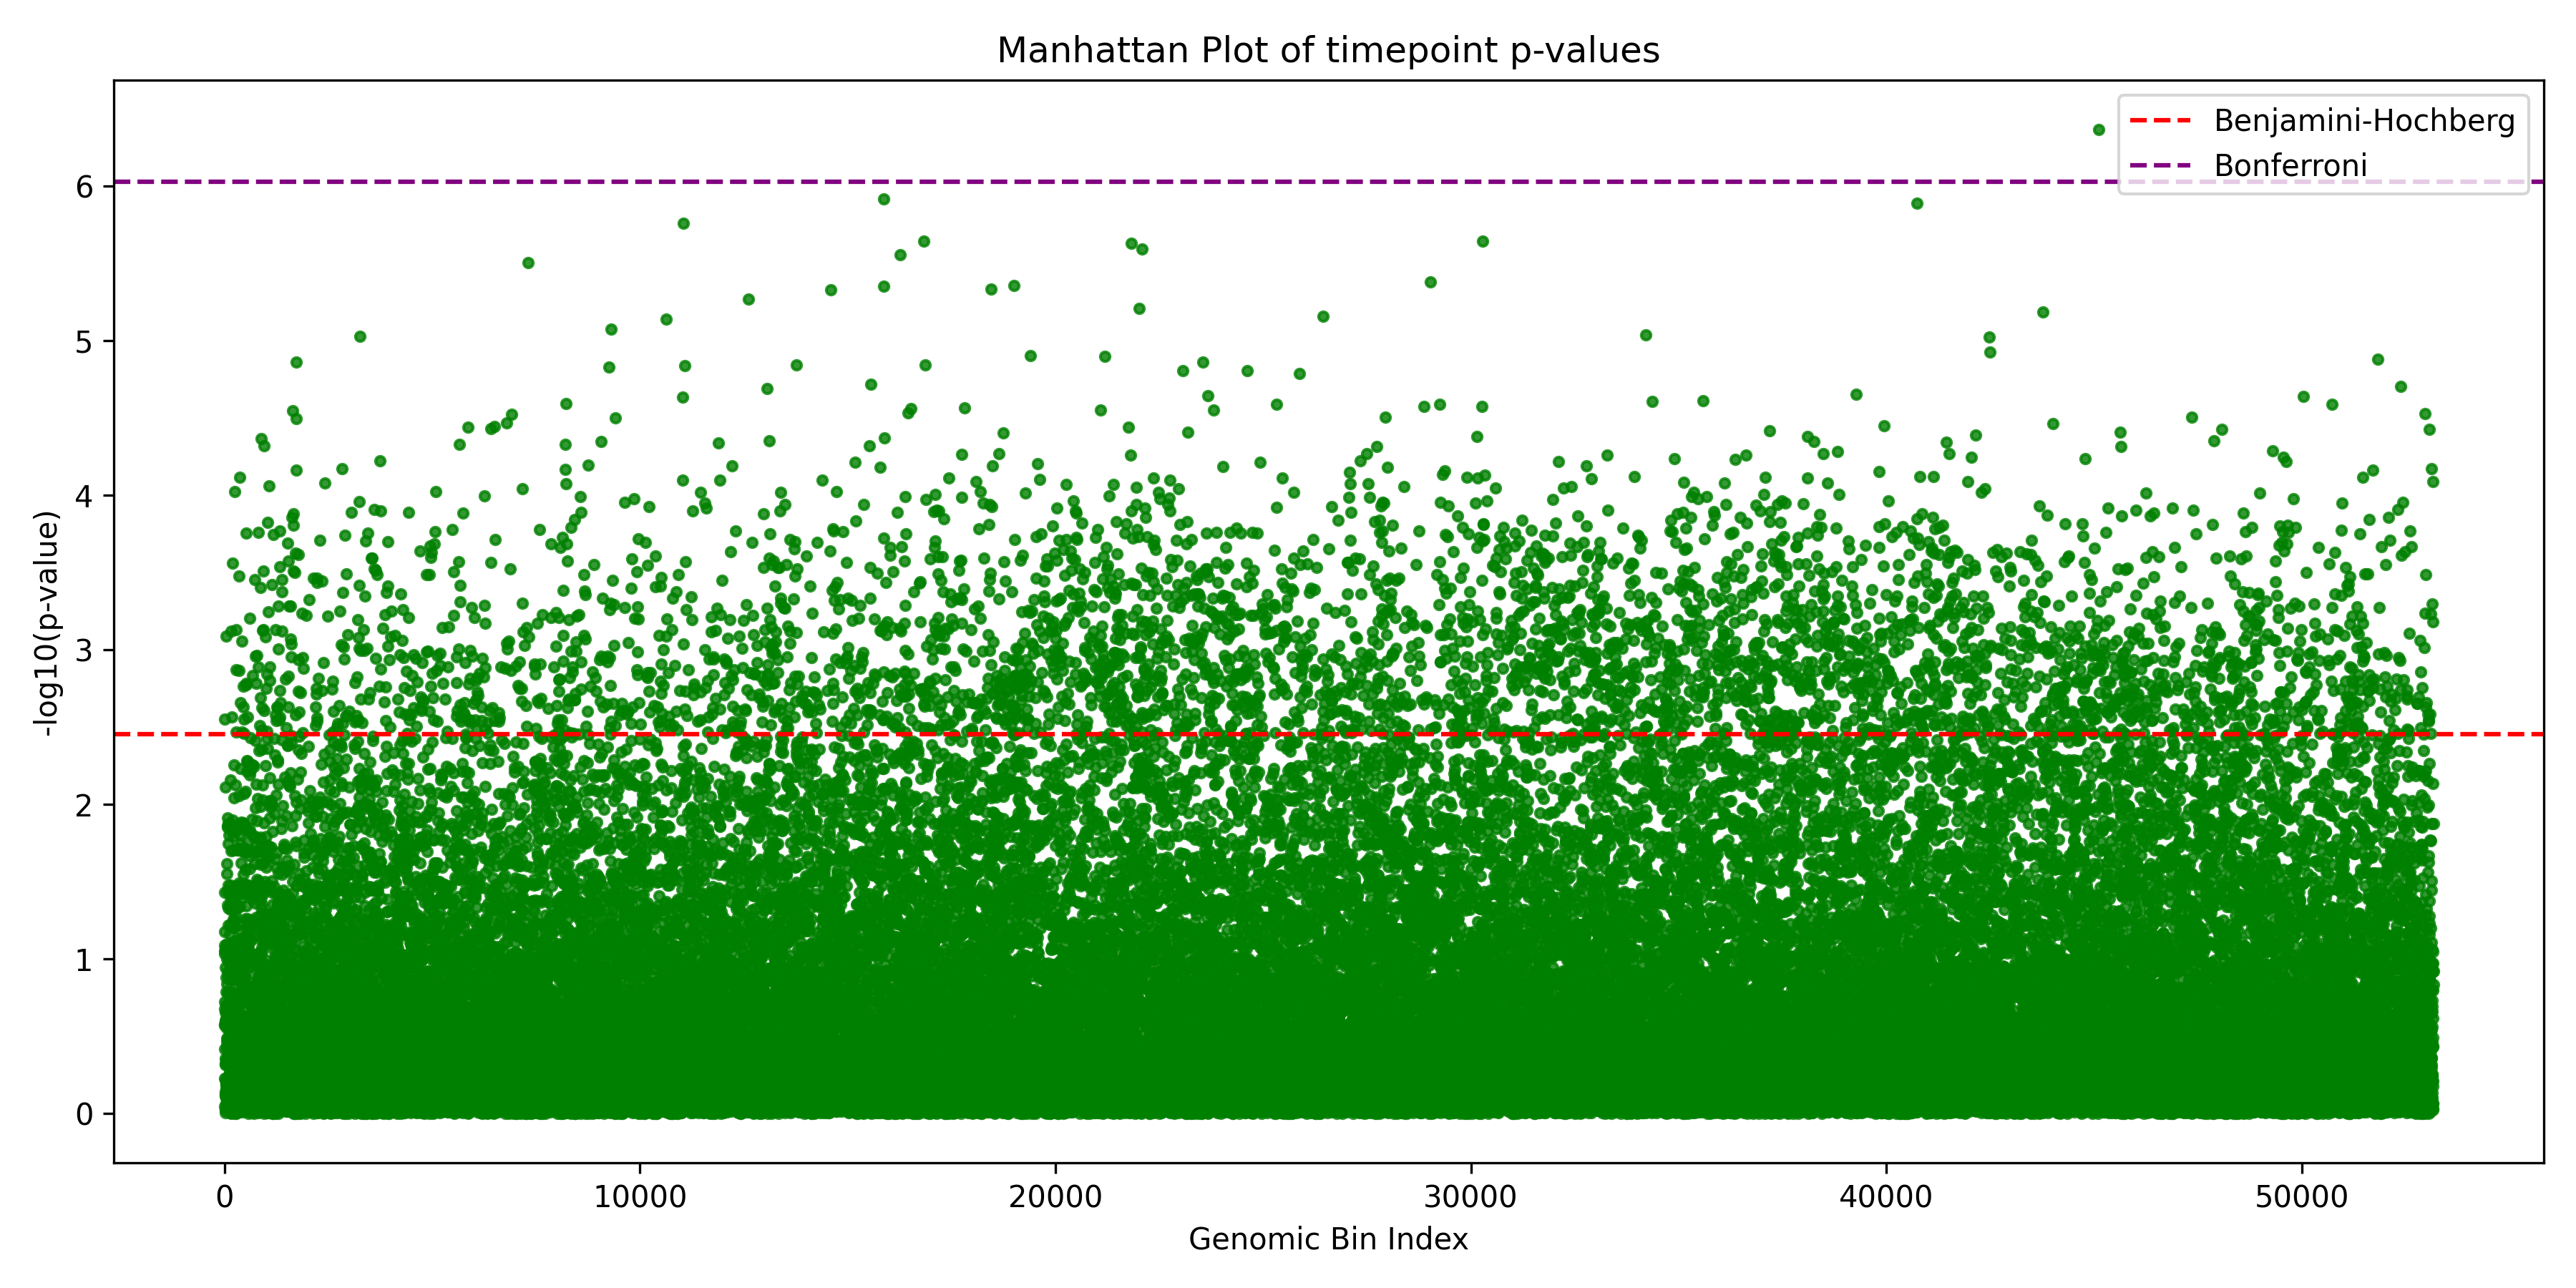 Manhattan Plot of timepoint p-values
Benjamini-Hochberg
Bonferroni
-log10(p-value)
6
5
4
3
2
1
0
0 10000 20000 30000 40000 50000
Genomic Bin Index